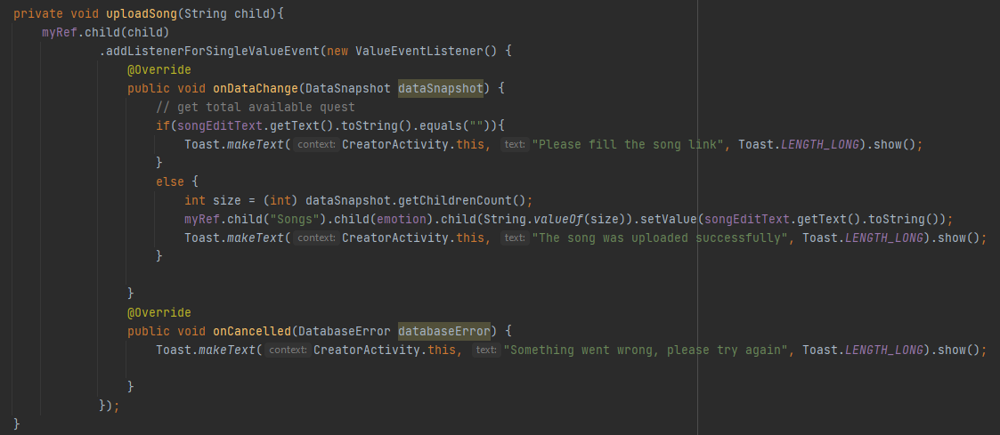 private void uploadSong(String child){
myRef.child(child)
.addListenerForSingleValueEvent(new ValueEventListener() {
@Override
public void onDataChange(DataSnapshot dataSnapshot) {
// get total available quest
if(songEditText.getText().toString().equals("")){
Toast.makeText( context: CreatorActivity.this, text: "Please fill the song link", Toast.LENGTH_LONG).show();
}
else {
int size = (int) dataSnapshot.getChildrenCount();
myRef.child("Songs").child(emotion).child(String.valueOf(size)).setValue(songEditText.getText().toString());
Toast.makeText( context: CreatorActivity.this, text: "The song was uploaded successfully", Toast.LENGTH_LONG).show();
}
}
@Override
public void onCancelled(DatabaseError databaseError) {
Toast.makeText( context: CreatorActivity.this, text: "Something went wrong, please try again", Toast.LENGTH_LONG).show();
}
});
}